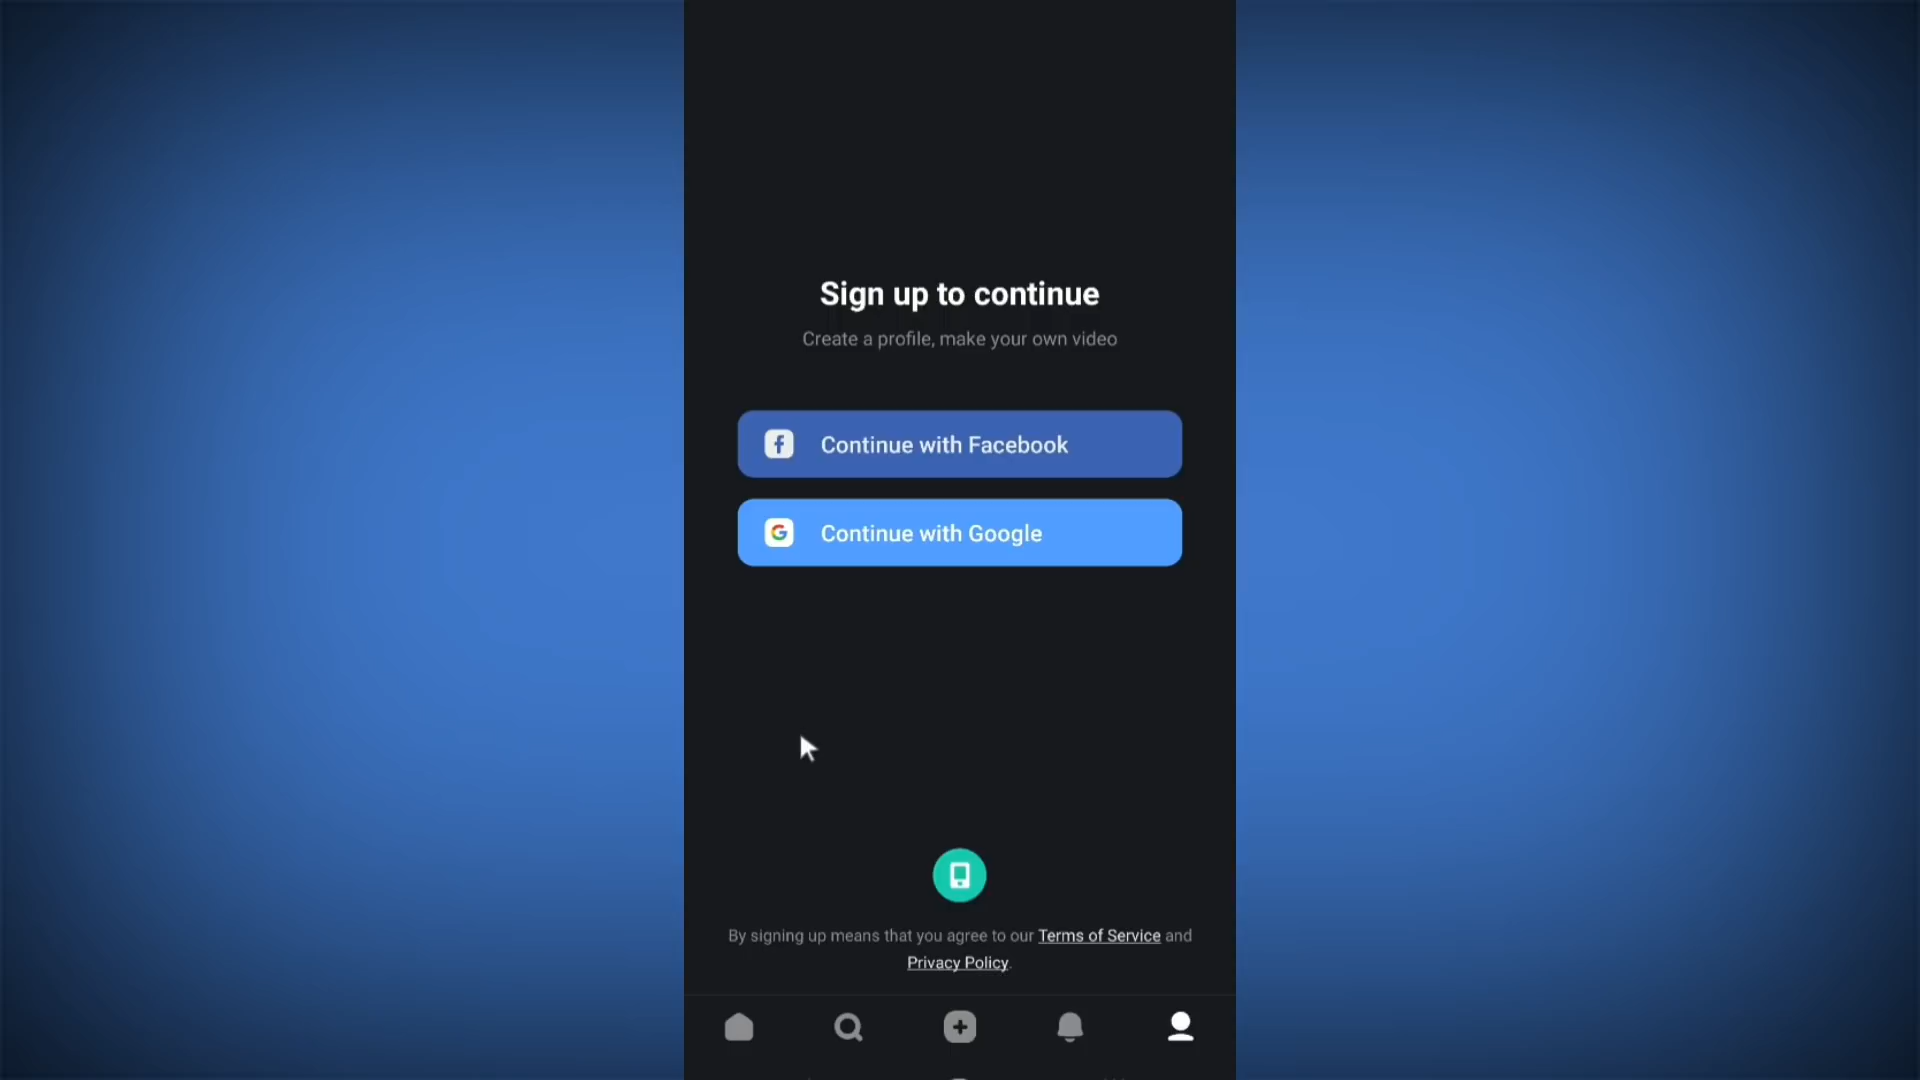 Sign up to continue
Create a profile, make your own video
Continue with Facebook
Continue with Google
By signing up means that you agree to our Terms of Service and
Privacy Policy.